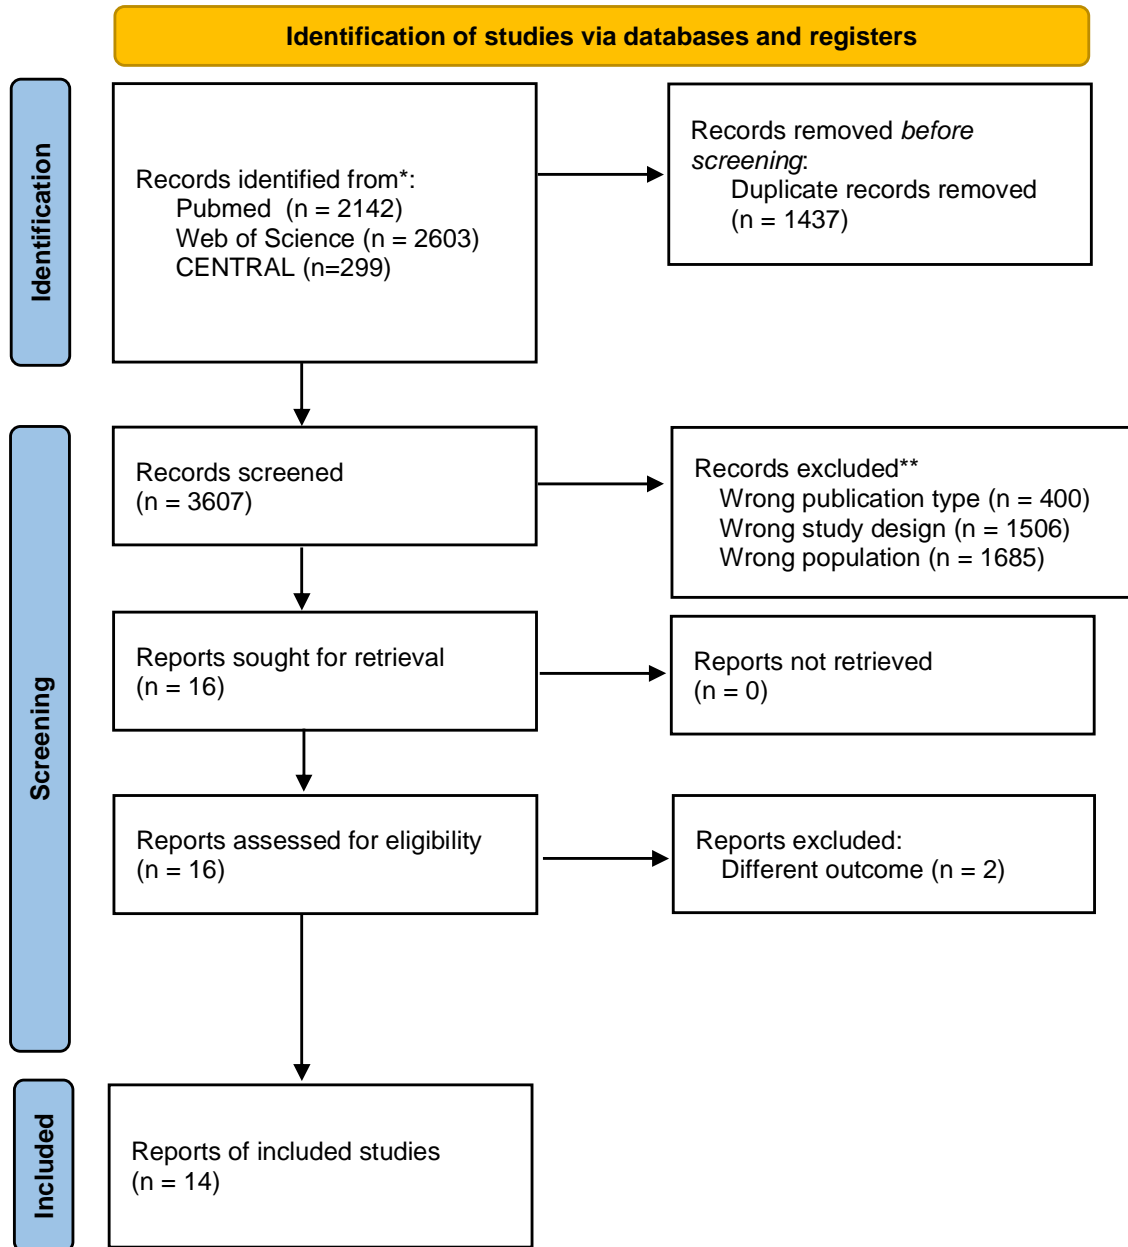 Identification of studies via databases and registers
Identification
Records identified from*:
Pubmed  (n = 2142)
Web of Science (n = 2603)
CENTRAL (n=299)
Records removed before
screening:
Duplicate records removed
(n = 1437)
Screening
Records screened
(n = 3607)
Records excluded**
Wrong publication type (n = 400)
Wrong study design (n = 1506)
Wrong population (n = 1685)
Reports sought for retrieval
(n = 16)
Reports not retrieved
(n = 0)
Reports assessed for eligibility
(n = 16)
Reports excluded:
Different outcome (n = 2)
Included
Reports of included studies
(n = 14)